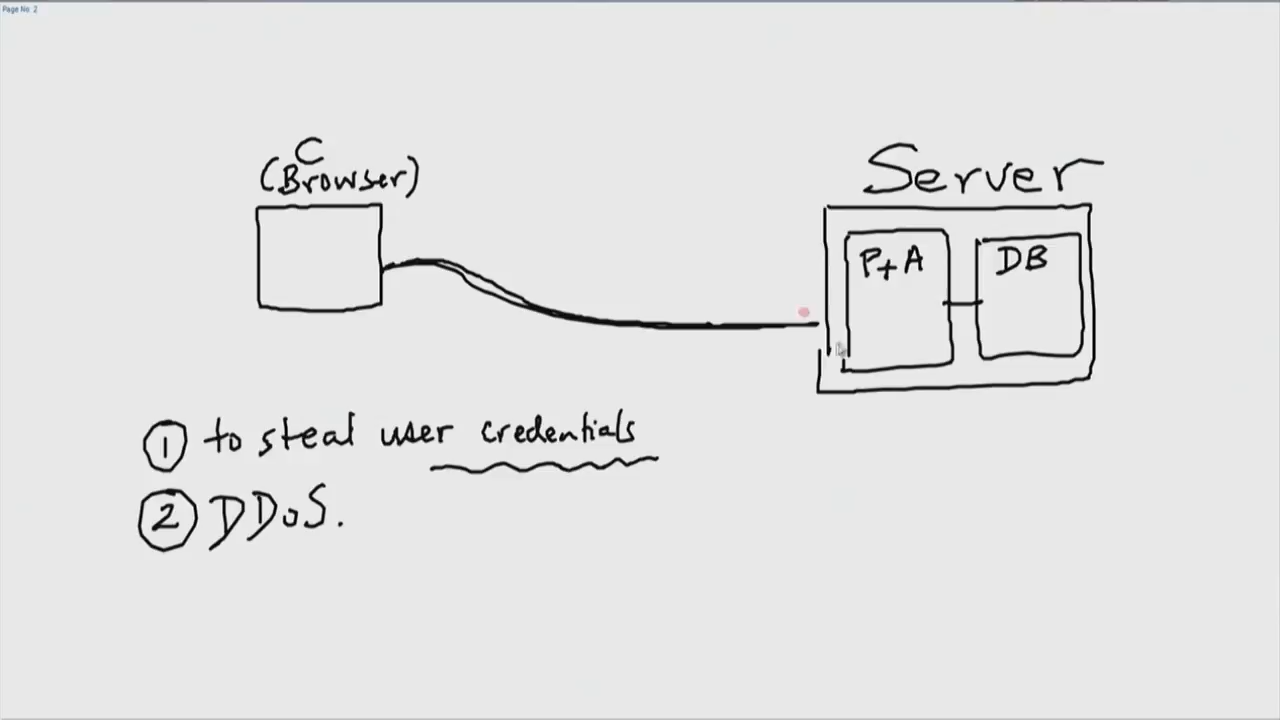 Page No: 2
C
(Browser)
Server
P+A
DB
① to steal user credentials
② DDoS.